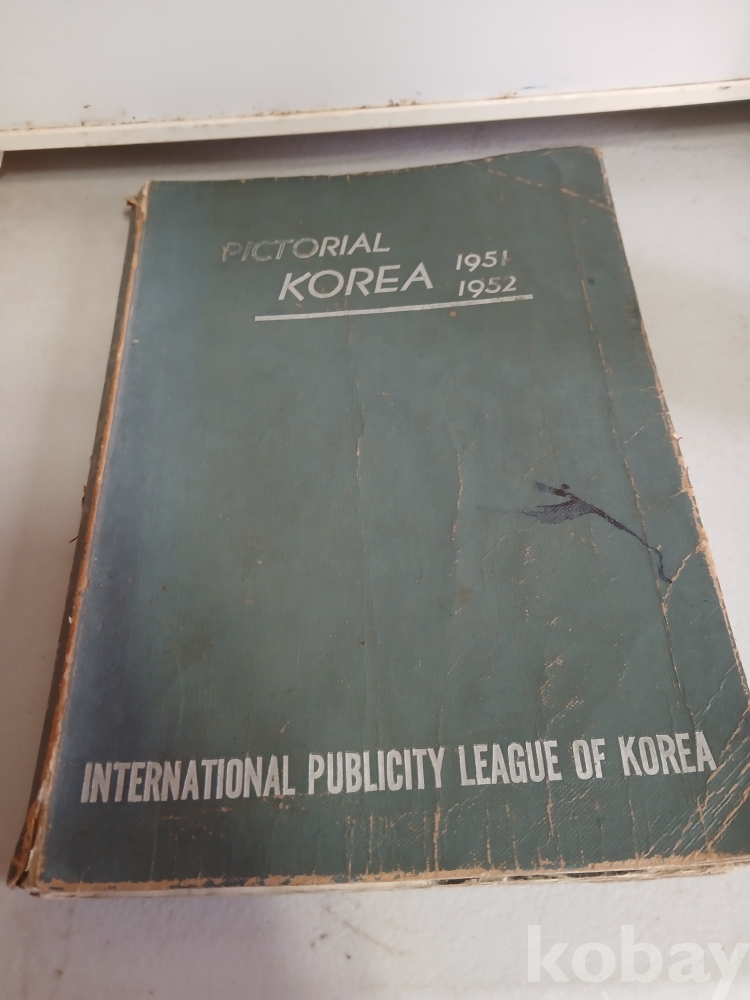 PICTORIAL
KOREA 1951
1952
INTERNATIONAL PUBLICITY LEAGUE OF KOREA
kobay